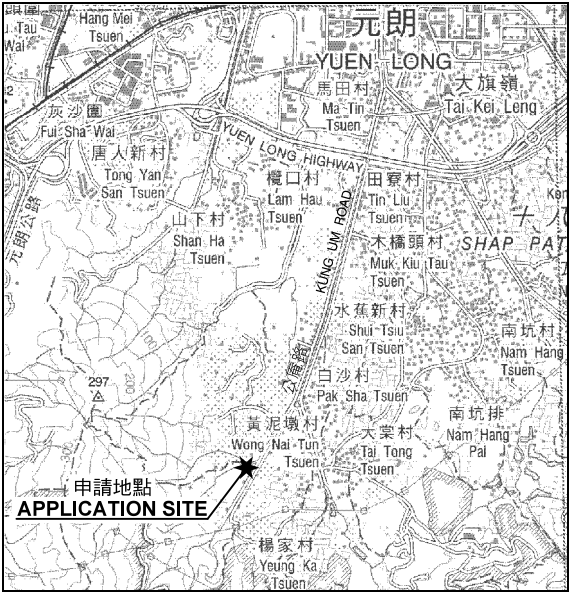 頭圍
u Tau
Wai
Hang Mei
Tsuen
元朗
YUEN LONG
馬田村
Ma Tin
Tsuen
大旗嶺
Tai Kei Leng
灰沙圍
Fui Sha Wai
YUEN LONG HIGHWAY
唐人新村
Tong Yan
San Tsuen
欖口村
Lam Hau
Tsuen
田寮村
Tin Liu
Tsuen
元朗公路
山下村
Shan Ha
Tsuen
KUNG UM ROAD
公庵路
木橋頭村
Muk Kiu Tau
Tsuen
十八
SHAP PAT
水蕉新村
Shui Tsiu
San Tsuen
南坑村
Nam Hang
Tsuen
100
200
297
白沙村
Pak Sha Tsuen
黃泥墩村
Wong Nai Tun
Tsuen
大棠村
Tai Tong
Tsuen
南坑排
Nam Hang
Pai
申請地點
APPLICATION SITE
楊家村
Yeung Ka
Tsuen